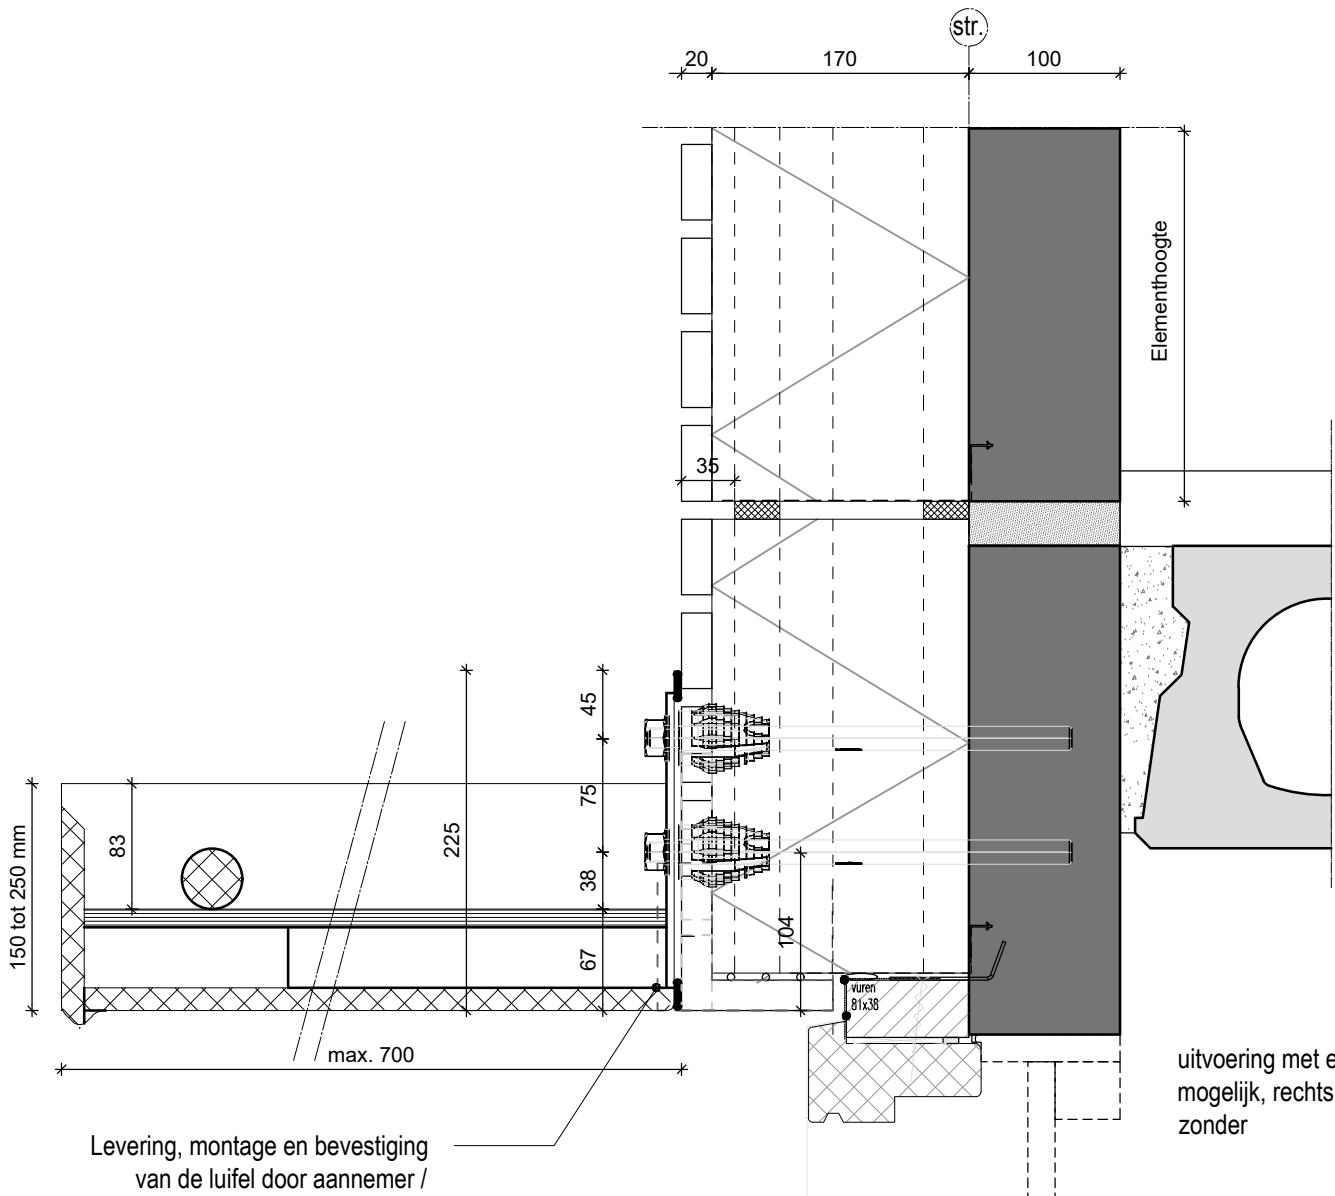 str.
20 170 100
Elementhoogte
35
45
75
225
83
38
150 tot 250 mm
67
104
vuren
81x38
max. 700
uitvoering met e
mogelijk, rechts
zonder
Levering, montage en bevestiging
van de luifel door aannemer /